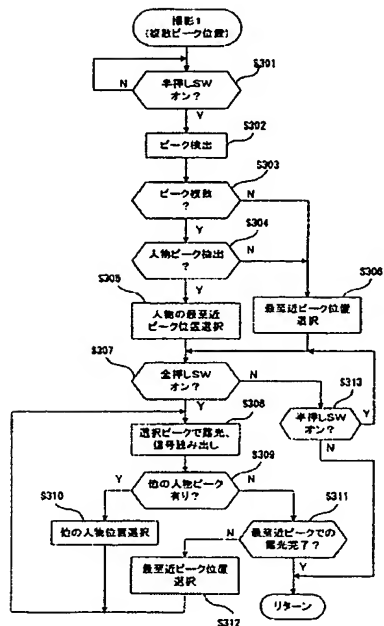 撮影1
(複数ピーク位置)
S301
半押しSW
オン?
N
Y
S302
ピーク検出
S303
ピーク複数
?
N
Y
S304
人物ピーク検出
?
N
Y
S305
人物の最至近
ピーク位置選択
S306
最至近ピーク位置
選択
S307
全押しSW
オン?
N
Y
S313
半押しSW
オン?
Y
N
S308
選択ピークで露光、
信号読み出し
S309
他の人物ピーク
有り?
Y
N
S310
他の人物位置選択
S311
最至近ピークでの
露光完了?
N
Y
最至近ピーク位置
選択
S312
リターン